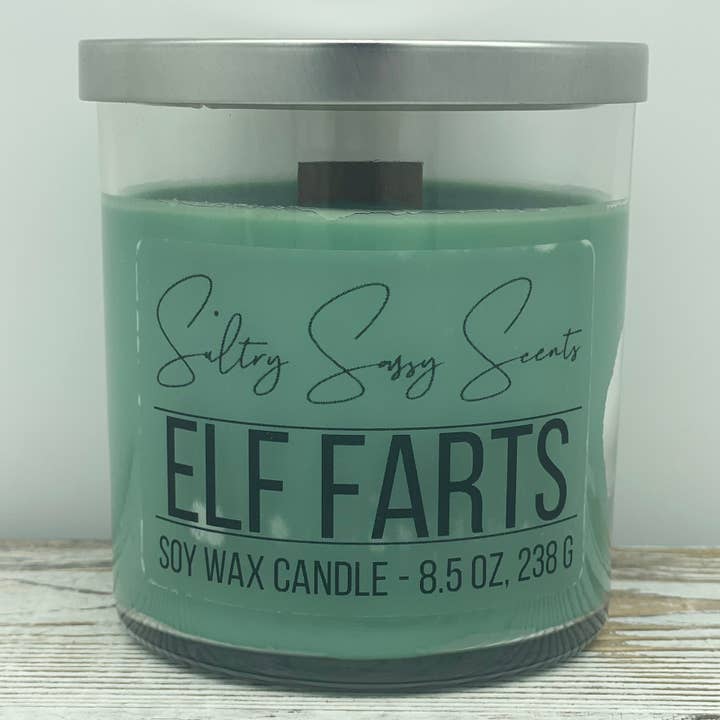 Sultry Sassy Scents
ELF FARTS
SOY WAX CANDLE - 8.5 OZ, 238 G